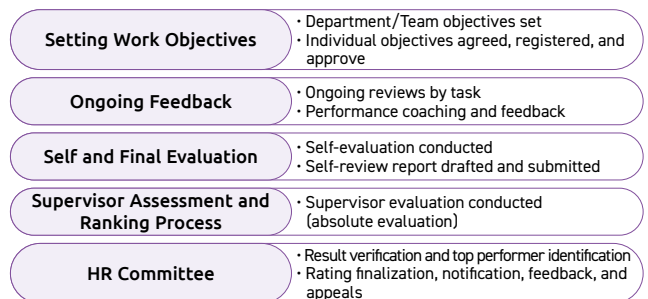 Setting Work Objectives
· Department/Team objectives set
· Individual objectives agreed, registered, and
approve
Ongoing Feedback
· Ongoing reviews by task
· Performance coaching and feedback
Self and Final Evaluation
· Self-evaluation conducted
· Self-review report drafted and submitted
Supervisor Assessment and
Ranking Process
· Supervisor evaluation conducted
(absolute evaluation)
HR Committee
· Result verification and top performer identification
· Rating finalization, notification, feedback, and
appeals